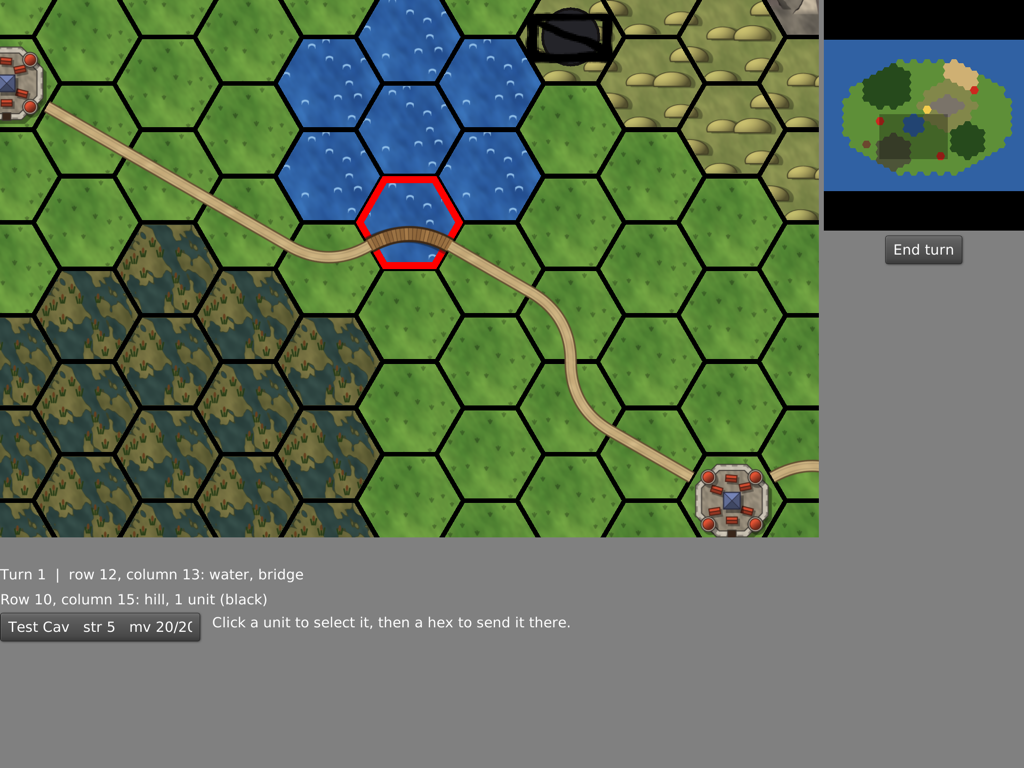 End turn
Turn 1 | row 12, column 13: water, bridge
Row 10, column 15: hill, 1 unit (black)
Test Cav str 5 mv 20/20
Click a unit to select it, then a hex to send it there.